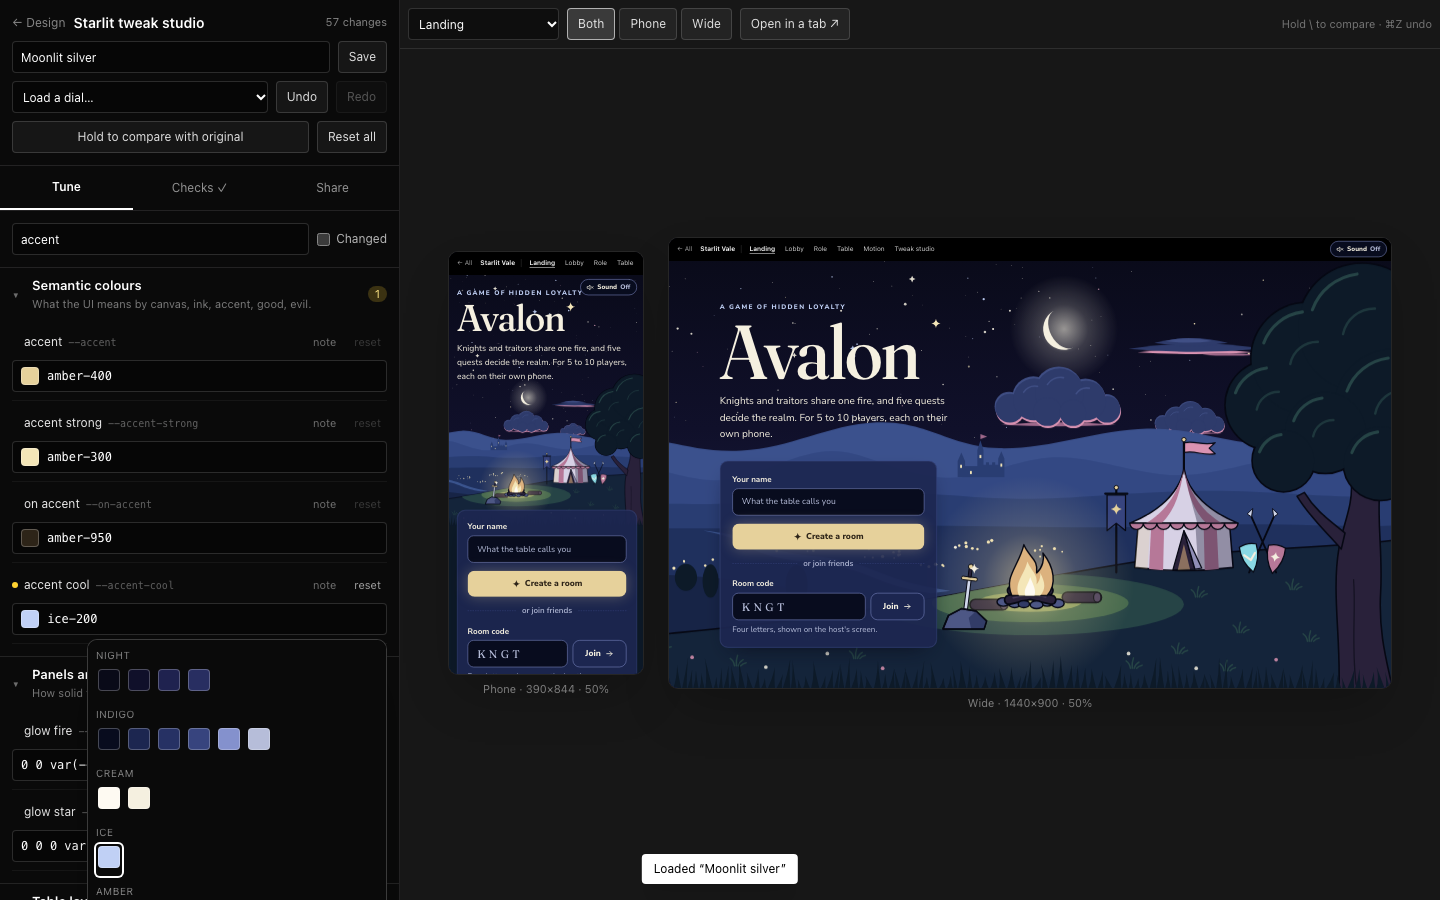 ← Design Starlit tweak studio 57 changes
Moonlit silver Save
Load a dial... Undo Redo
Hold to compare with original Reset all
Tune Checks ✓ Share
accent Changed
Semantic colours
What the UI means by canvas, ink, accent, good, evil.
1
accent --accent note reset
amber-400
accent strong --accent-strong note reset
amber-300
on accent --on-accent note reset
amber-950
accent cool --accent-cool note reset
ice-200
NIGHT
INDIGO
CREAM
ICE
AMBER
How solid
glow fire
0 0 var(
glow star
0 0 0 var
Landing Both Phone Wide Open in a tab ↗ Hold \ to compare · ⌘Z undo
← All Starlit Vale Landing Lobby Role Table
Sound Off
A GAME OF HIDDEN LOYALTY
Avalon
Knights and traitors share one fire, and five
quests decide the realm. For 5 to 10 players,
each on their own phone.
Your name
What the table calls you
✦ Create a room
or join friends
Room code
KNGT Join →
Phone · 390×844 · 50%
← All Starlit Vale Landing Lobby Role Table Motion Tweak studio Sound Off
A GAME OF HIDDEN LOYALTY
Avalon
Knights and traitors share one fire, and five quests
decide the realm. For 5 to 10 players, each on their
own phone.
Your name
What the table calls you
✦ Create a room
or join friends
Room code
KNGT Join →
Four letters, shown on the host's screen.
Wide · 1440×900 · 50%
Loaded “Moonlit silver”